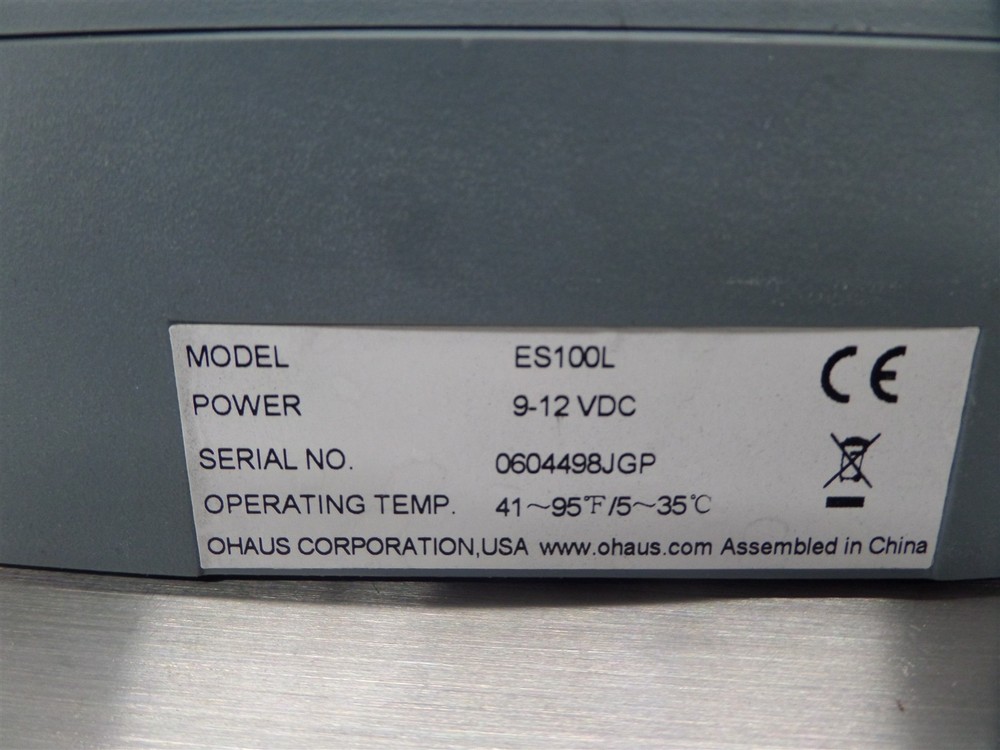 MODEL ES100L
POWER 9-12 VDC
SERIAL NO. 0604498JGP
OPERATING TEMP. 41～95℉/5～35℃
OHAUS CORPORATION,USA www.ohaus.com Assembled in China
CE